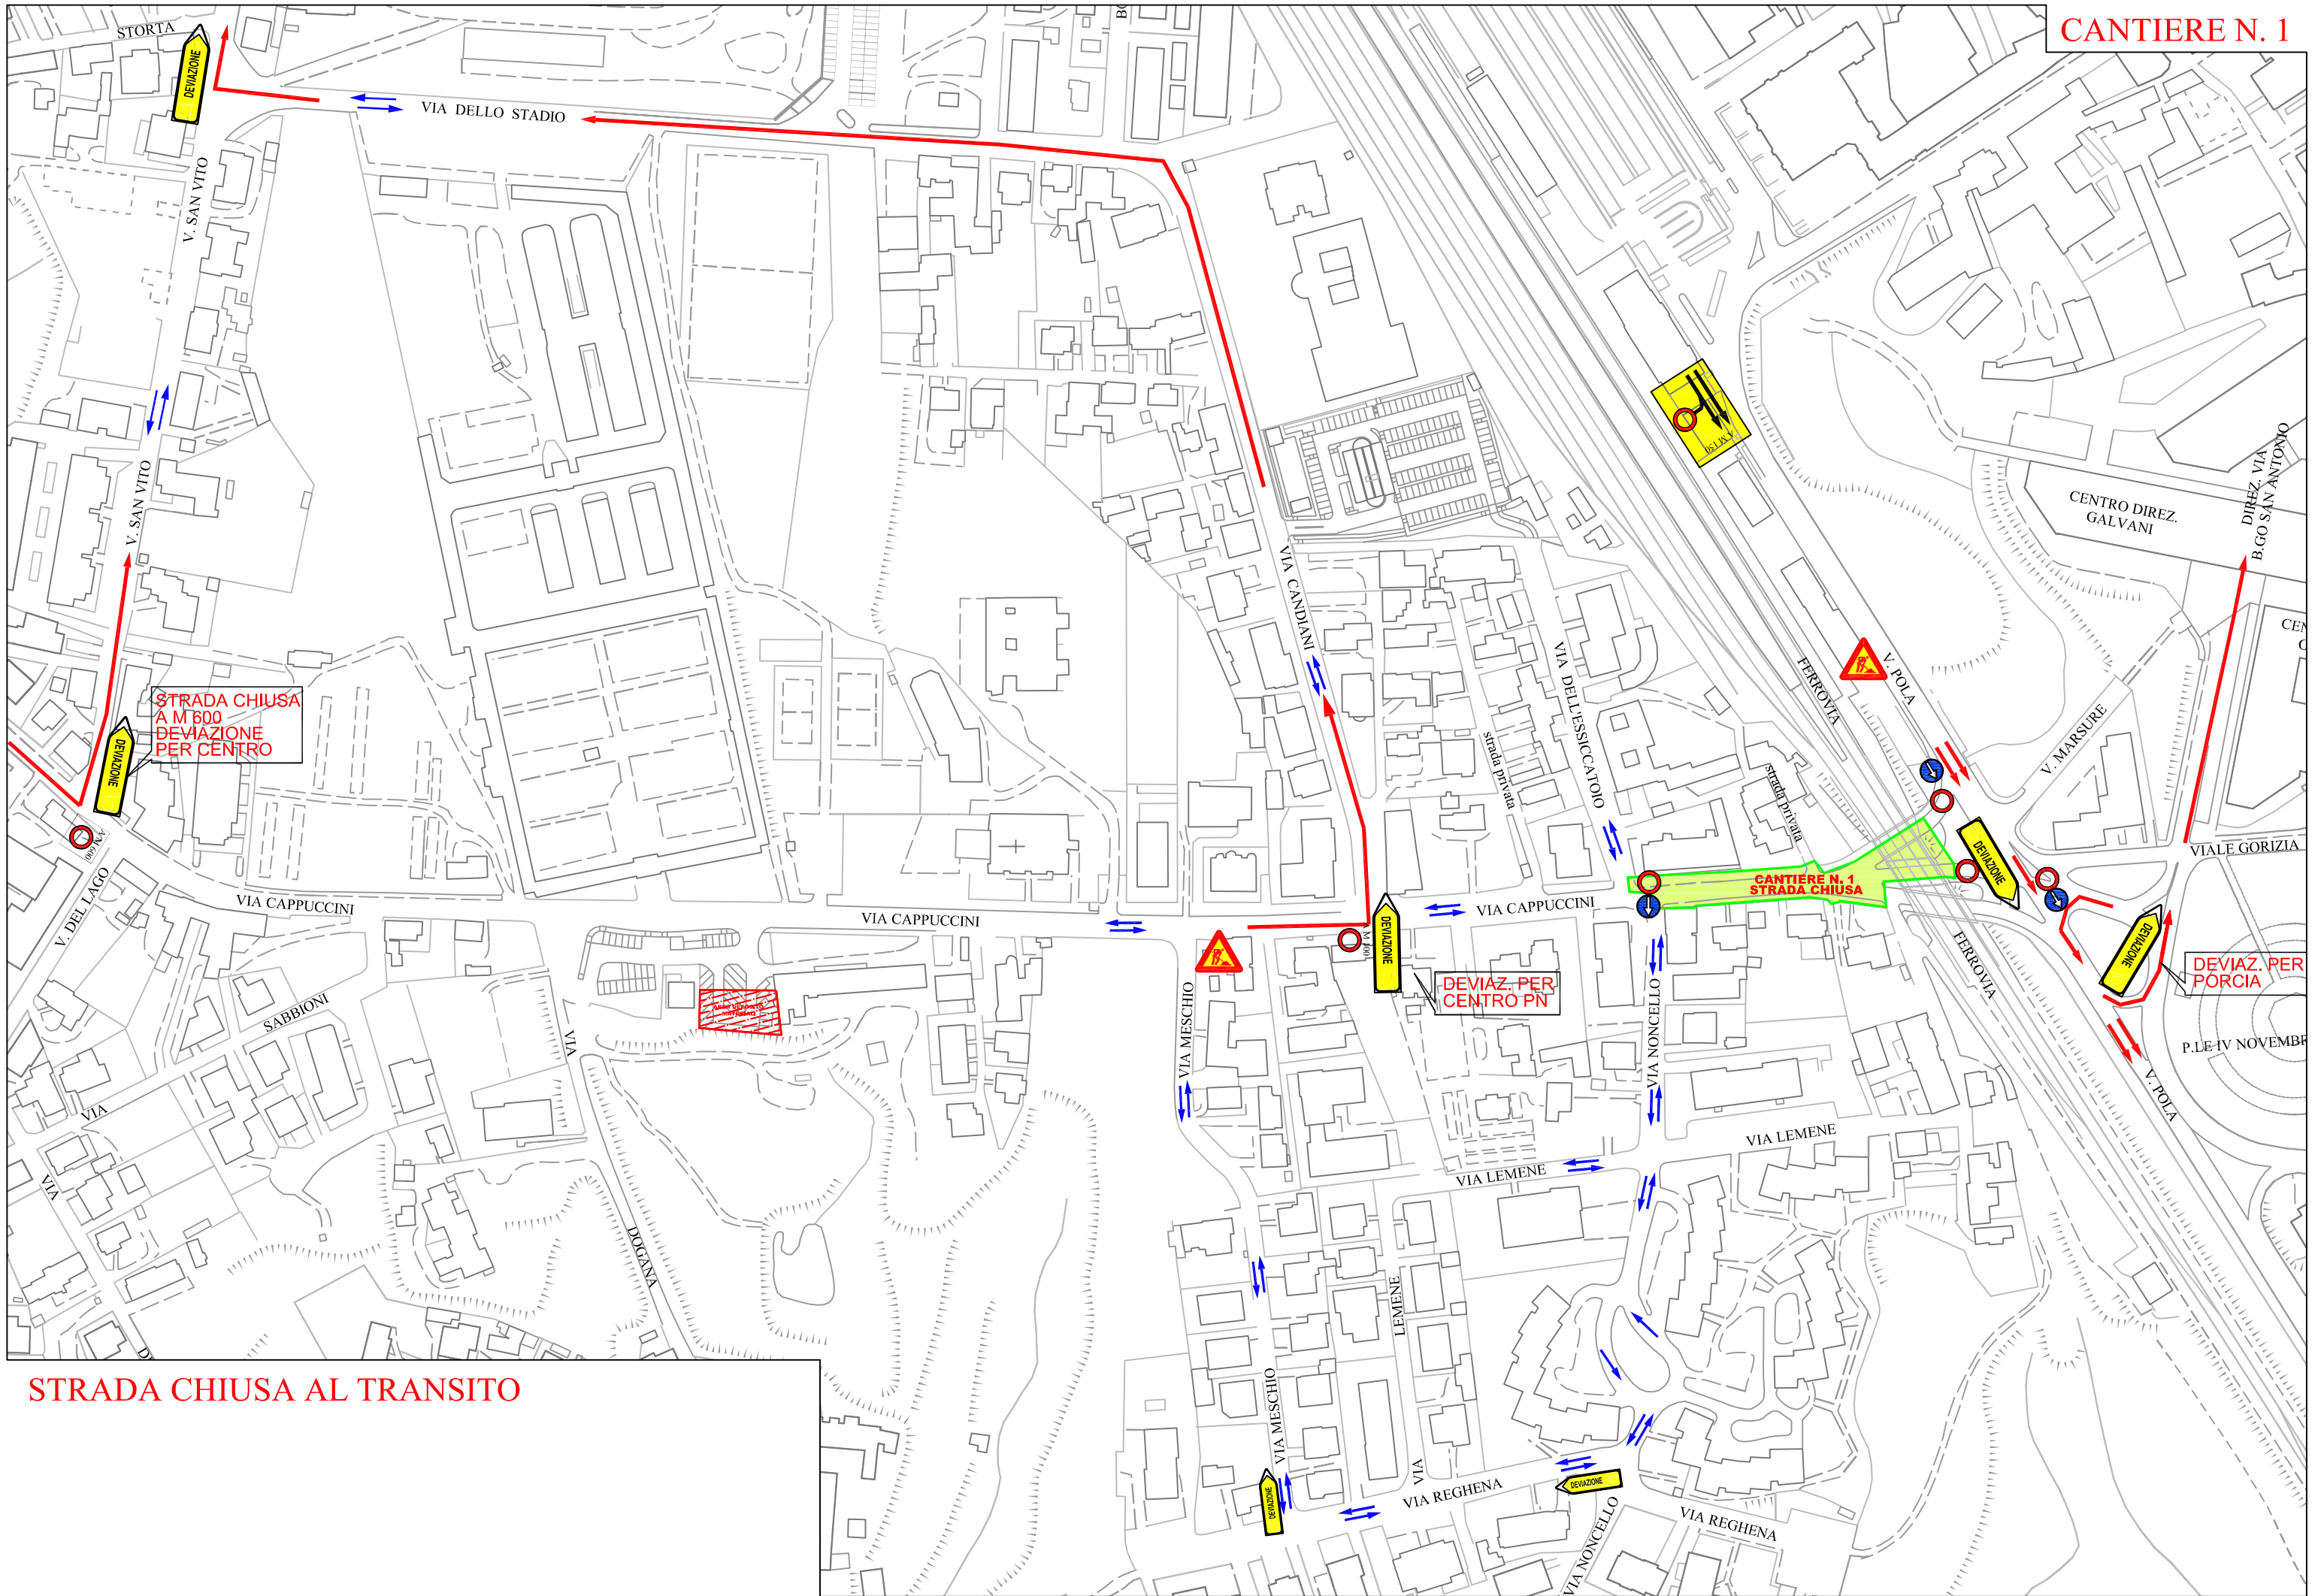 CANTIERE N. 1
STORTA
DEVIAZIONE
VIA DELLO STADIO
V. SAN VITO
V. SAN VITO
A M 150
DIREZ. VIA
B.GO SAN ANTONIO
CENTRO DIREZ.
GALVANI
VIA CANDIANI
VIA DELL'ESSICCATOIO
FERROVIA
V. POLA
V. MARSURE
CEN
STRADA CHIUSA
A M 600
DEVIAZIONE
PER CENTRO
DEVIAZIONE
A M 600
strada privata
strada privata
VIALE GORIZIA
DEVIAZIONE
CANTIERE N. 1
STRADA CHIUSA
V. DEL LAGO
VIA CAPPUCCINI
VIA CAPPUCCINI
VIA CAPPUCCINI
DEVIAZIONE
M 100
DEVIAZIONE
DEVIAZ. PER
CENTRO PN
DEVIAZ. PER
PORCIA
FERROVIA
SABBIONI
VIA
VIA
VIA
DOGANA
VIA MESCHIO
VIA NONCELLO
P.LE IV NOVEMBR
V. POLA
VIA LEMENE
VIA LEMENE
LEMENE
VIA
VIA MESCHIO
DEVIAZIONE
VIA REGHENA
DEVIAZIONE
VIA NONCELLO
VIA REGHENA
STRADA CHIUSA AL TRANSITO